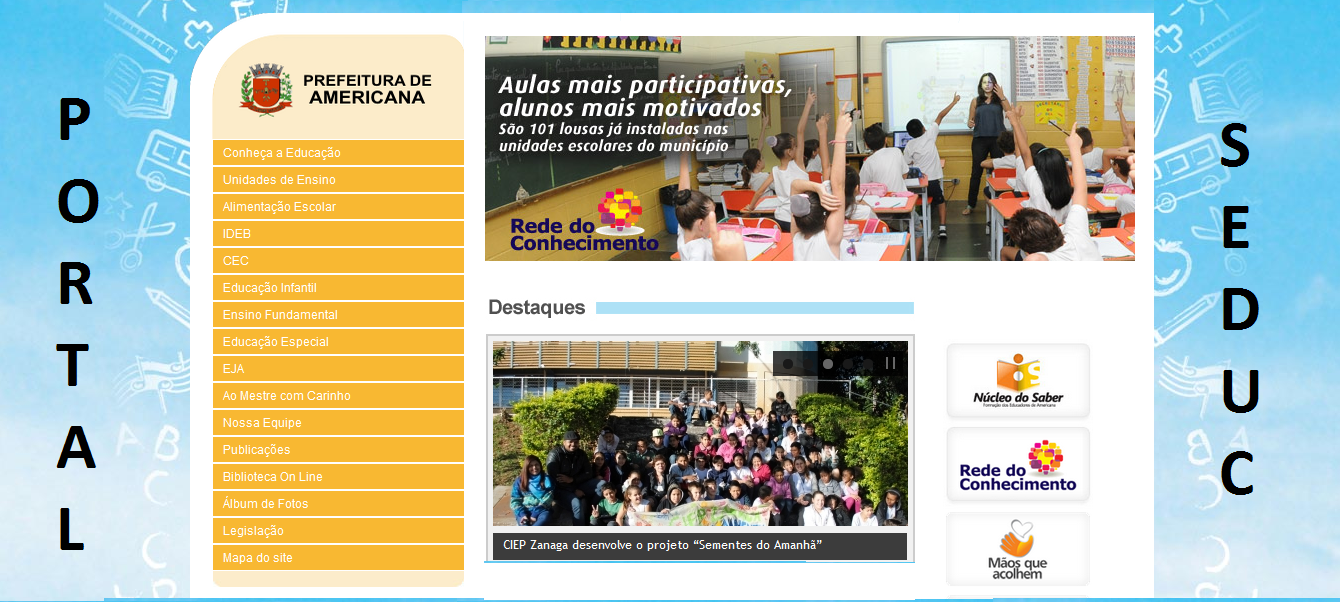 PORTAL
PREFEITURA DE
AMERICANA
Conheça a Educação
Unidades de Ensino
Alimentação Escolar
IDEB
CEC
Educação Infantil
Ensino Fundamental
Educação Especial
EJA
Ao Mestre com Carinho
Nossa Equipe
Publicações
Biblioteca On Line
Álbum de Fotos
Legislação
Mapa do site
Aulas mais participativas,
alunos mais motivados
São 101 lousas já instaladas nas
unidades escolares do município
Rede do
Conhecimento
Destaques
CIEP Zanaga desenvolve o projeto “Sementes do Amanhã”
Núcleo do Saber
Formação dos Educadores de Americana
Rede do
Conhecimento
Mãos que
acolhem
SEDUC